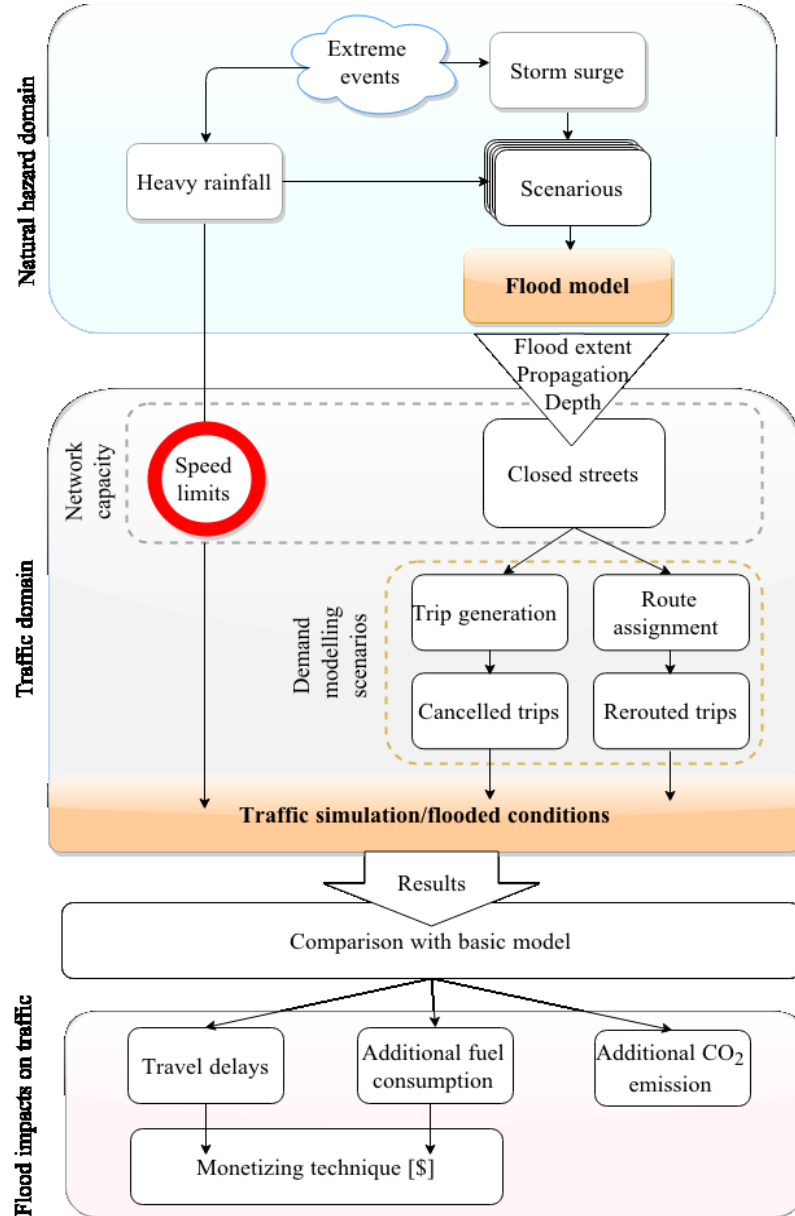 Natural hazard domain
Extreme
events
Storm surge
Heavy rainfall
Scenarious
Flood model
Flood extent
Propagation
Depth
Traffic domain
Network
capacity
Speed
limits
Closed streets
Demand
modelling
scenarios
Trip generation
Route
assignment
Cancelled trips
Rerouted trips
Traffic simulation/flooded conditions
Results
Comparison with basic model
Flood impacts on traffic
Travel delays
Additional fuel
consumption
Additional CO₂
emission
Monetizing technique [$]